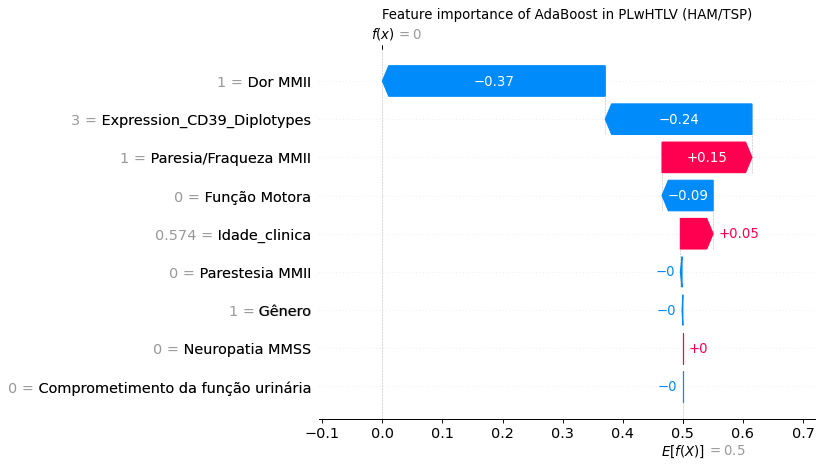 Feature importance of AdaBoost in PLwHTLV (HAM/TSP)
f(x) = 0
1 = Dor MMII
−0.37
3 = Expression_CD39_Diplotypes
−0.24
1 = Paresia/Fraqueza MMII
+0.15
0 = Função Motora
−0.09
0.574 = Idade_clinica
+0.05
0 = Parestesia MMII
−0
1 = Gênero
−0
0 = Neuropatia MMSS
+0
0 = Comprometimento da função urinária
−0
−0.1 0.0 0.1 0.2 0.3 0.4 0.5 0.6 0.7
E[f(X)] = 0.5